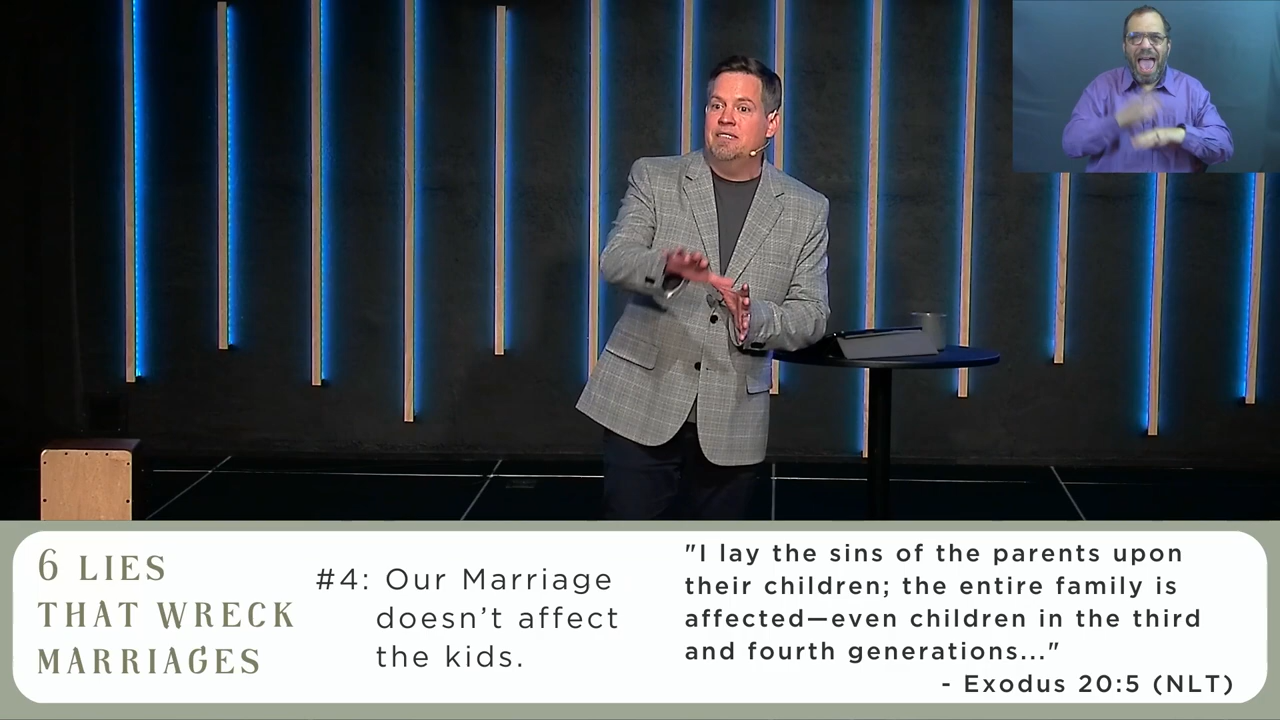 6 LIES
THAT WRECK
MARRIAGES
#4: Our Marriage
doesn’t affect
the kids.
"I lay the sins of the parents upon
their children; the entire family is
affected—even children in the third
and fourth generations..."
- Exodus 20:5 (NLT)